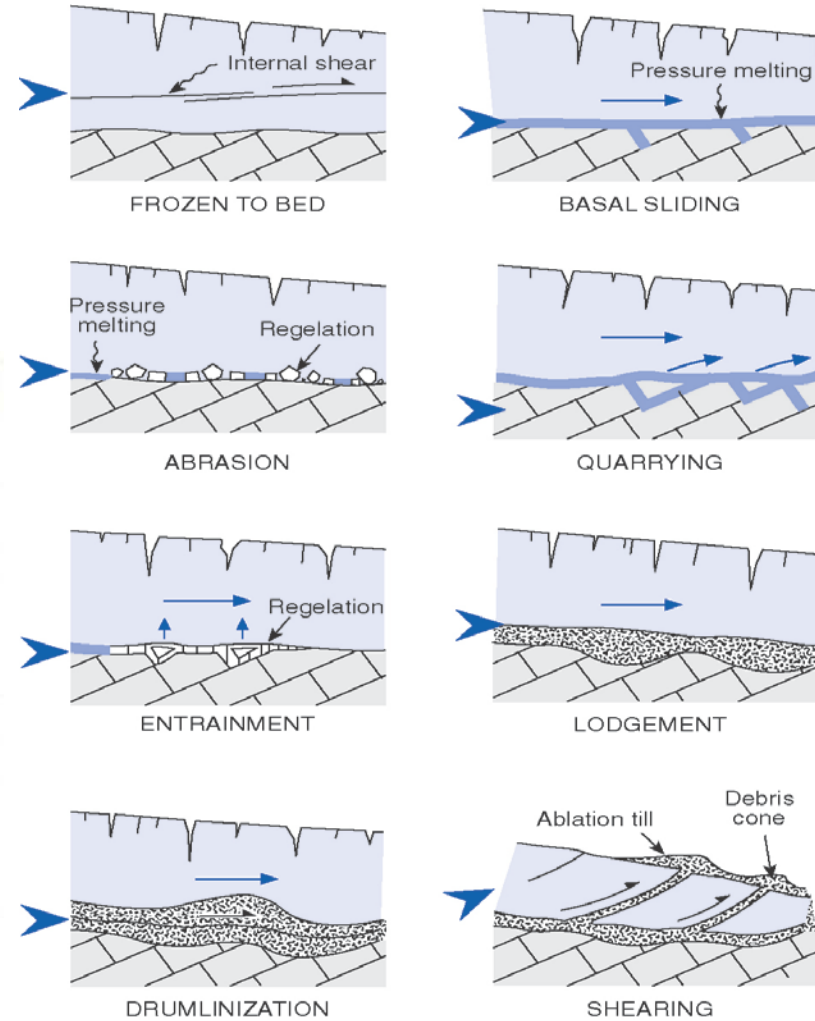 Internal shear
FROZEN TO BED
Pressure melting
BASAL SLIDING
Pressure
melting
Regelation
ABRASION
QUARRYING
Regelation
ENTRAINMENT
LODGEMENT
DRUMLINIZATION
Ablation till
Debris
cone
SHEARING